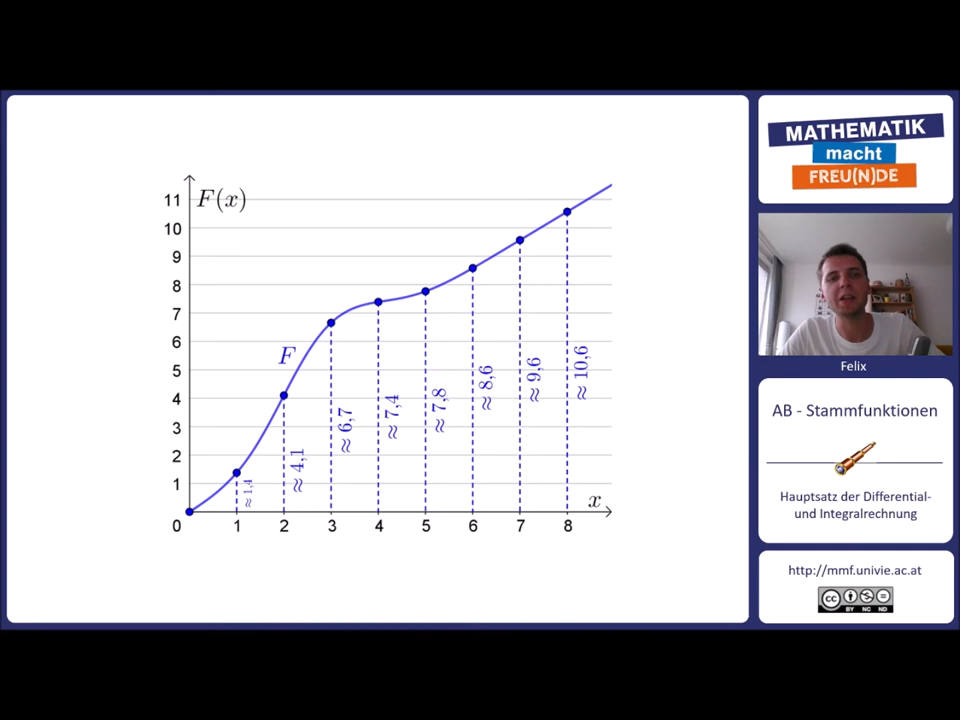 F(x)
11
10
9
8
7
6
5
4
3
2
1
0
F
≈ 1,4
≈ 4,1
≈ 6,7
≈ 7,4
≈ 7,8
≈ 8,6
≈ 9,6
≈ 10,6
x
1 2 3 4 5 6 7 8
MATHEMATIK
macht
FREU(N)DE
Felix
AB - Stammfunktionen
Hauptsatz der Differential-
und Integralrechnung
http://mmf.univie.ac.at
cc
BY NC ND